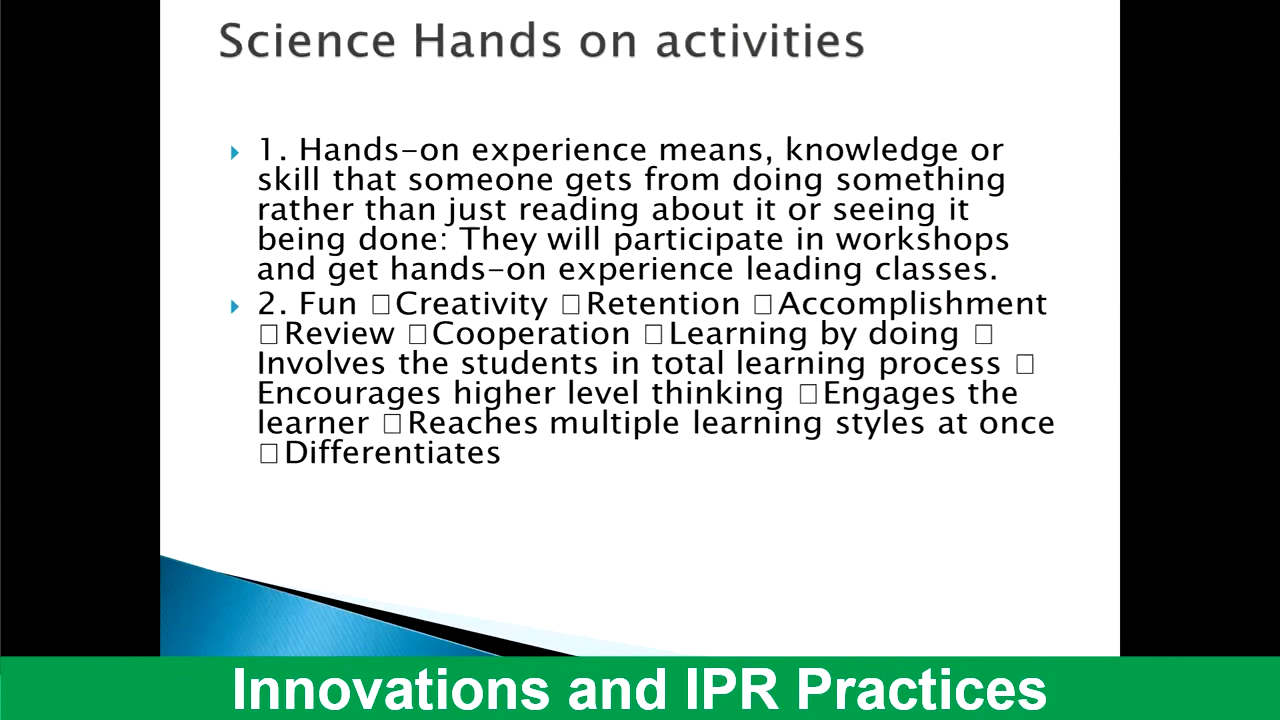 Science Hands on activities
1. Hands-on experience means, knowledge or
skill that someone gets from doing something
rather than just reading about it or seeing it
being done: They will participate in workshops
and get hands-on experience leading classes.
2. Fun □Creativity □Retention □Accomplishment
□Review □Cooperation □Learning by doing □
Involves the students in total learning process □
Encourages higher level thinking □Engages the
learner □Reaches multiple learning styles at once
□Differentiates
Innovations and IPR Practices